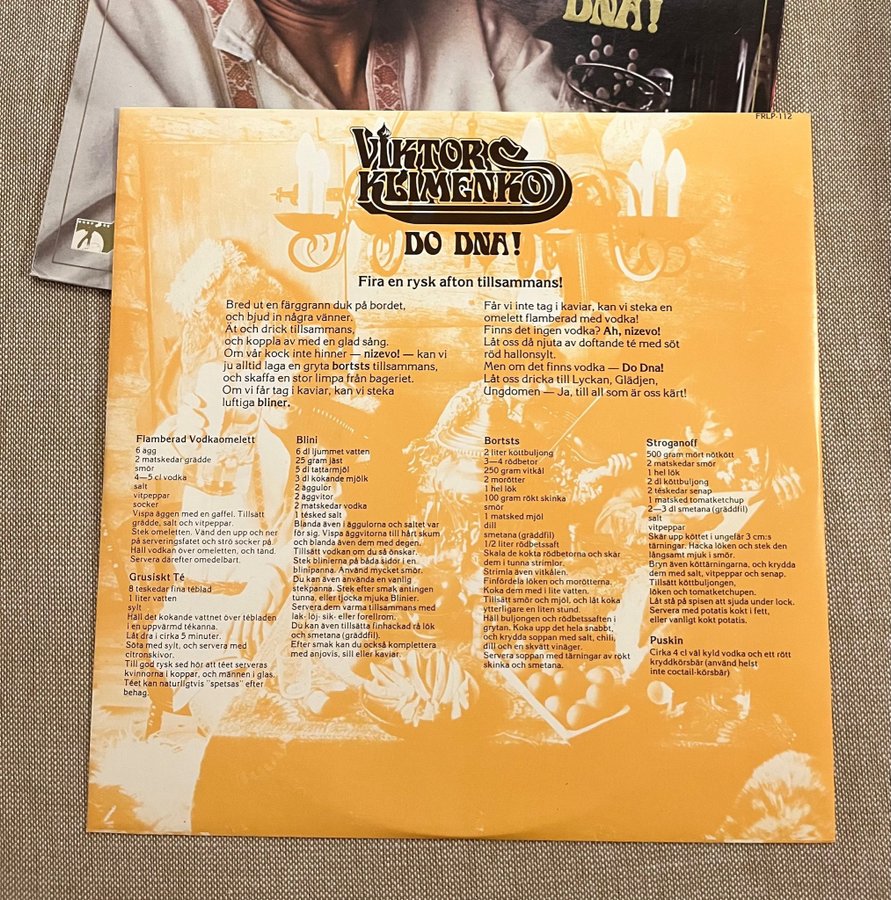 DNA!
FRLP-112
VIKTOR
KLIMENKO
DO DNA!
Fira en rysk afton tillsammans!
Bred ut en färggrann duk på bordet,
och bjud in några vänner.
Ät och drick tillsammans,
och koppla av med en glad sång.
Om vår kock inte hinner — nizevo! — kan vi
ju alltid laga en gryta bortsts tillsammans,
och skaffa en stor limpa från bageriet.
Om vi får tag i kaviar, kan vi steka
luftiga bliner.
Får vi inte tag i kaviar, kan vi steka en
omelett flamberad med vodka!
Finns det ingen vodka? Ah, nizevo!
Låt oss då njuta av doftande té med söt
röd hallonsylt.
Men om det finns vodka — Do Dna!
Låt oss dricka till Lyckan, Glädjen,
Ungdomen — Ja, till all som är oss kärt!
Flamberad Vodkaomelett
6 agg
2 matskedar grädde
smör
4—5 cl vodka
salt
vitpeppar
socker
Vispa äggen med en gaffel. Tillsätt
grädde, salt och vitpeppar.
Stek omeletten. Vänd den upp och ner
på serveringsfatet och strö socker på.
Häll vodkan över omeletten, och tänd.
Servera därefter omedelbart.
Grusiskt Té
8 teskedar fina téblad
1 liter vatten
sylt
Häll det kokande vattnet över tébladen
i en uppvärmd tékanna.
Låt dra i cirka 5 minuter.
Söta med sylt, och servera med
citronskivor.
Till god rysk sed hör att téet serveras
kvinnorna i koppar, och männen i glas.
Téet kan naturligtvis "spetsas" efter
behag.
Blini
6 dl ljummet vatten
25 gram jäst
5 dl tattarmjöl
3 dl kokande mjölk
2 äggulor
2 äggvitor
2 matskedar vodka
1 tésked salt
Blanda även i äggulorna och saltet var
för sig. Vispa äggvitorna till hårt skum
och blanda även dem med degen.
Tillsätt vodkan om du så önskar.
Stek blinierna på båda sidor i en
blinipanna. Använd mycket smör.
Du kan även använda en vanlig
stekpanna. Stek efter smak antingen
tunna, eller tjocka mjuka Blinier.
Servera dem varma tillsammans med
lak- löj- sik- eller forellrom.
Du kan även tillsätta finhackad rå lök
och smetana (gräddfil).
Efter smak kan du också komplettera
med anjovis, sill eller kaviar.
Bortsts
2 liter köttbuljong
3—4 rödbetor
250 gram vitkål
2 morötter
1 hel lök
100 gram rökt skinka
smör
1 matsked mjöl
dill
smetana (gräddfil)
1/2 liter rödbetssaft
Skala de kokta rödbetorna och skär
dem i tunna strimlor.
Strimla även vitkålen.
Finfördela löken och morötterna.
Koka dem med i lite vatten.
Tillsätt smör och mjöl, och låt koka
ytterligare en liten stund.
Häll buljongen och rödbetssaften i
grytan. Koka upp det hela snabbt,
och krydda soppan med salt, chili,
dill och en skvätt vinäger.
Servera soppan med tärningar av rökt
skinka och smetana.
Stroganoff
500 gram mört nötkött
2 matskedar smör
1 hel lök
2 dl köttbuljong
2 téskedar senap
1 matsked tomatketchup
2—3 dl smetana (gräddfil)
salt
vitpeppar
Skär upp köttet i ungefär 3 cm:s
tärningar. Hacka löken och stek den
långsamt mjuk i smör.
Bryn även köttärningarna, och krydda
dem med salt, vitpeppar och senap.
Tillsätt köttbuljongen,
löken och tomatketchupen.
Låt stå på spisen att sjuda under lock.
Servera med potatis kokt i fett,
eller vanligt kokt potatis.
Puskin
Cirka 4 cl väl kyld vodka och ett rött
kryddkörsbär (använd helst
inte coctail-körsbär)